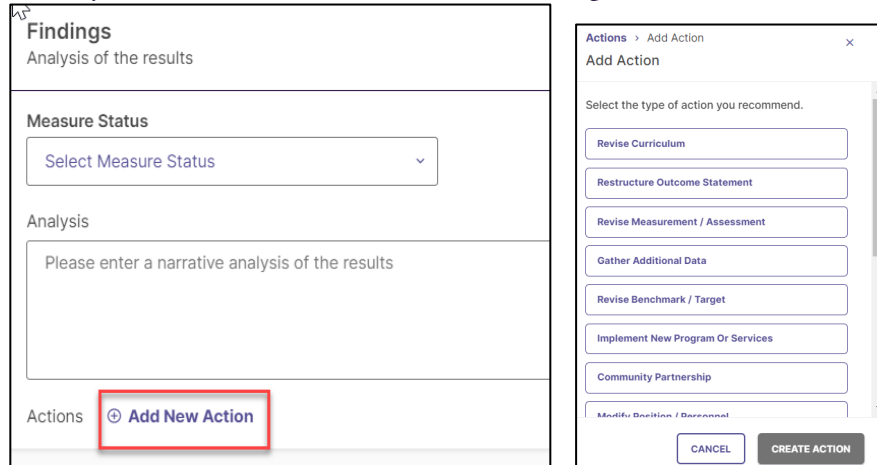 Findings
Analysis of the results
Measure Status
Select Measure Status
Analysis
Please enter a narrative analysis of the results
Actions Add New Action
Actions > Add Action
Add Action
Select the type of action you recommend.
Revise Curriculum
Restructure Outcome Statement
Revise Measurement / Assessment
Gather Additional Data
Revise Benchmark / Target
Implement New Program Or Services
Community Partnership
Modify Position / Personnel
CANCEL CREATE ACTION